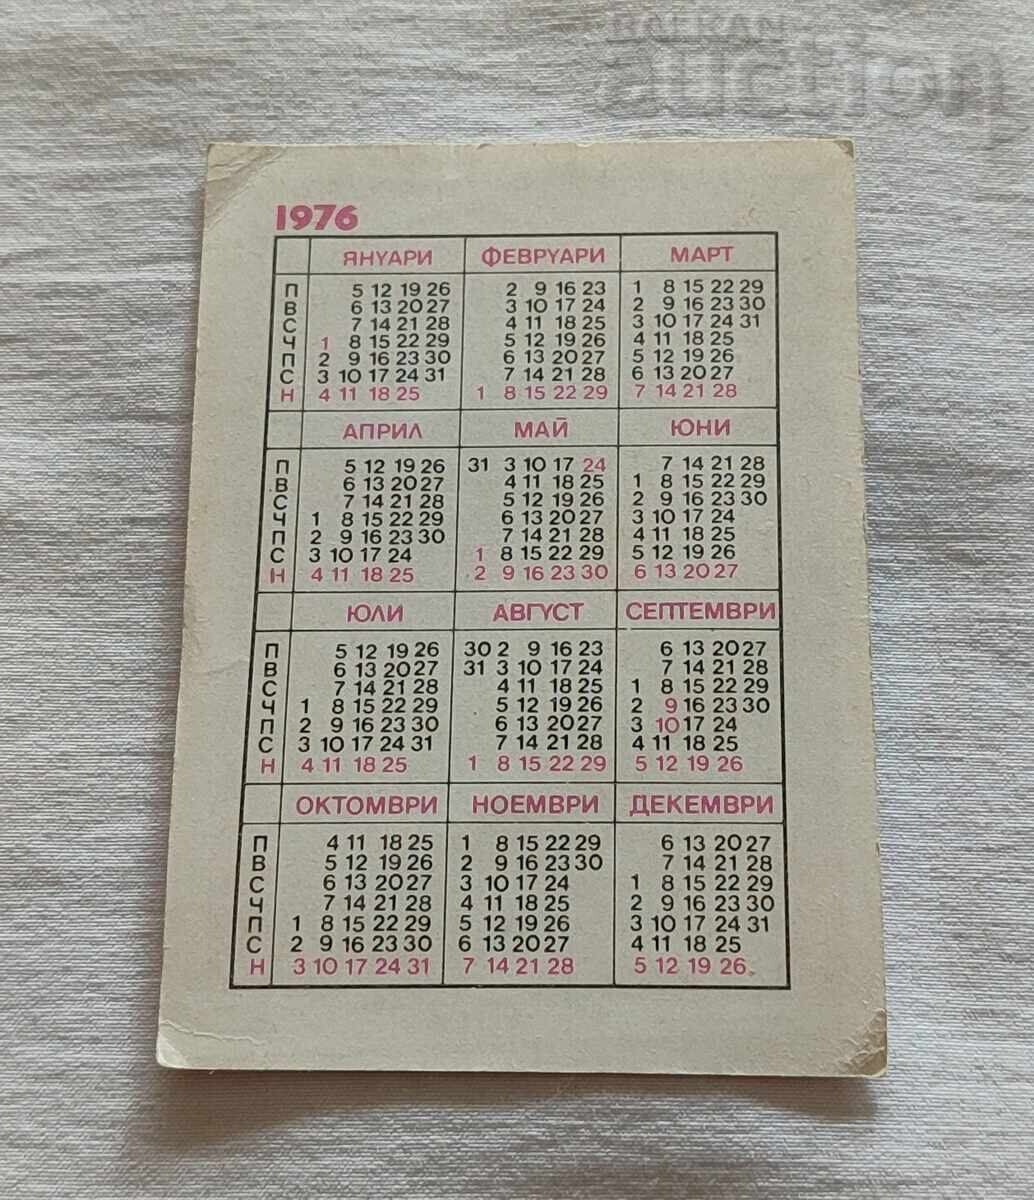 BALKAN
auction
1976
ЯНУАРИ ФЕВРУАРИ МАРТ
П 5 12 19 26 2 9 16 23 1 8 15 22 29
В 6 13 20 27 3 10 17 24 2 9 16 23 30
С 7 14 21 28 4 11 18 25 3 10 17 24 31
Ч 1 8 15 22 29 5 12 19 26 4 11 18 25
П 2 9 16 23 30 6 13 20 27 5 12 19 26
С 3 10 17 24 31 7 14 21 28 6 13 20 27
Н 4 11 18 25 1 8 15 22 29 7 14 21 28
АПРИЛ МАЙ ЮНИ
П 5 12 19 26 31 3 10 17 24 7 14 21 28
В 6 13 20 27 4 11 18 25 1 8 15 22 29
С 7 14 21 28 5 12 19 26 2 9 16 23 30
Ч 1 8 15 22 29 6 13 20 27 3 10 17 24
П 2 9 16 23 30 7 14 21 28 4 11 18 25
С 3 10 17 24 1 8 15 22 29 5 12 19 26
Н 4 11 18 25 2 9 16 23 30 6 13 20 27
ЮЛИ АВГУСТ СЕПТЕМВРИ
П 5 12 19 26 30 2 9 16 23 6 13 20 27
В 6 13 20 27 31 3 10 17 24 7 14 21 28
С 7 14 21 28 4 11 18 25 1 8 15 22 29
Ч 1 8 15 22 29 5 12 19 26 2 9 16 23 30
П 2 9 16 23 30 6 13 20 27 3 10 17 24
С 3 10 17 24 31 7 14 21 28 4 11 18 25
Н 4 11 18 25 1 8 15 22 29 5 12 19 26
ОКТОМВРИ НОЕМВРИ ДЕКЕМВРИ
П 4 11 18 25 1 8 15 22 29 6 13 20 27
В 5 12 19 26 2 9 16 23 30 7 14 21 28
С 6 13 20 27 3 10 17 24 1 8 15 22 29
Ч 7 14 21 28 4 11 18 25 2 9 16 23 30
П 1 8 15 22 29 5 12 19 26 3 10 17 24 31
С 2 9 16 23 30 6 13 20 27 4 11 18 25
Н 3 10 17 24 31 7 14 21 28 5 12 19 26